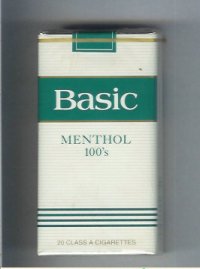 Basic
MENTHOL
100's
20 CLASS A CIGARETTES